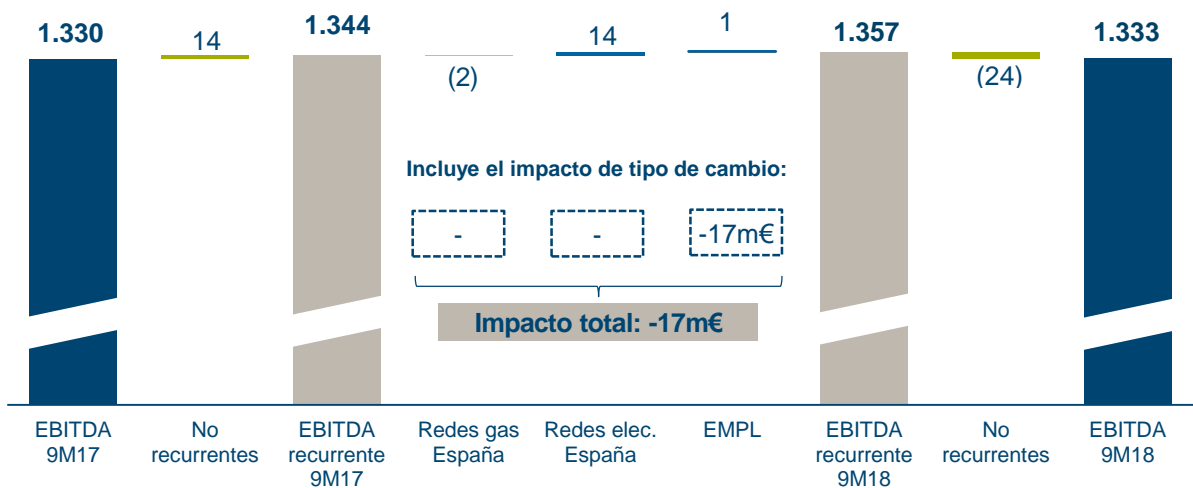 1.330
14
1.344
(2)
14
1
1.357
(24)
1.333
Incluye el impacto de tipo de cambio:
-
-
-17m€
Impacto total: -17m€
EBITDA
9M17
No
recurrentes
EBITDA
recurrente
9M17
Redes gas
España
Redes elec.
España
EMPL
EBITDA
recurrente
9M18
No
recurrentes
EBITDA
9M18